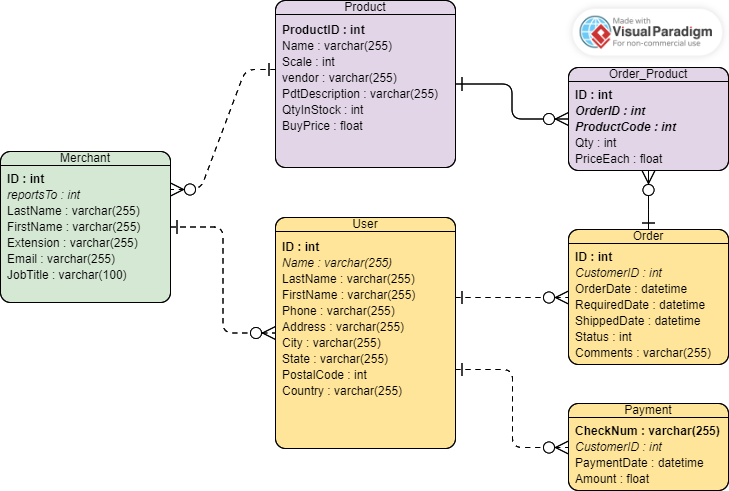 Product
ProductID : int
Name : varchar(255)
Scale : int
vendor : varchar(255)
PdtDescription : varchar(255)
QtyInStock : int
BuyPrice : float
Made with
Visual Paradigm
For non-commercial use
Order_Product
ID : int
OrderID : int
ProductCode : int
Qty : int
PriceEach : float
Merchant
ID : int
reportsTo : int
LastName : varchar(255)
FirstName : varchar(255)
Extension : varchar(255)
Email : varchar(255)
JobTitle : varchar(100)
User
ID : int
Name : varchar(255)
LastName : varchar(255)
FirstName : varchar(255)
Phone : varchar(255)
Address : varchar(255)
City : varchar(255)
State : varchar(255)
PostalCode : int
Country : varchar(255)
Order
ID : int
CustomerID : int
OrderDate : datetime
RequiredDate : datetime
ShippedDate : datetime
Status : int
Comments : varchar(255)
Payment
CheckNum : varchar(255)
CustomerID : int
PaymentDate : datetime
Amount : float